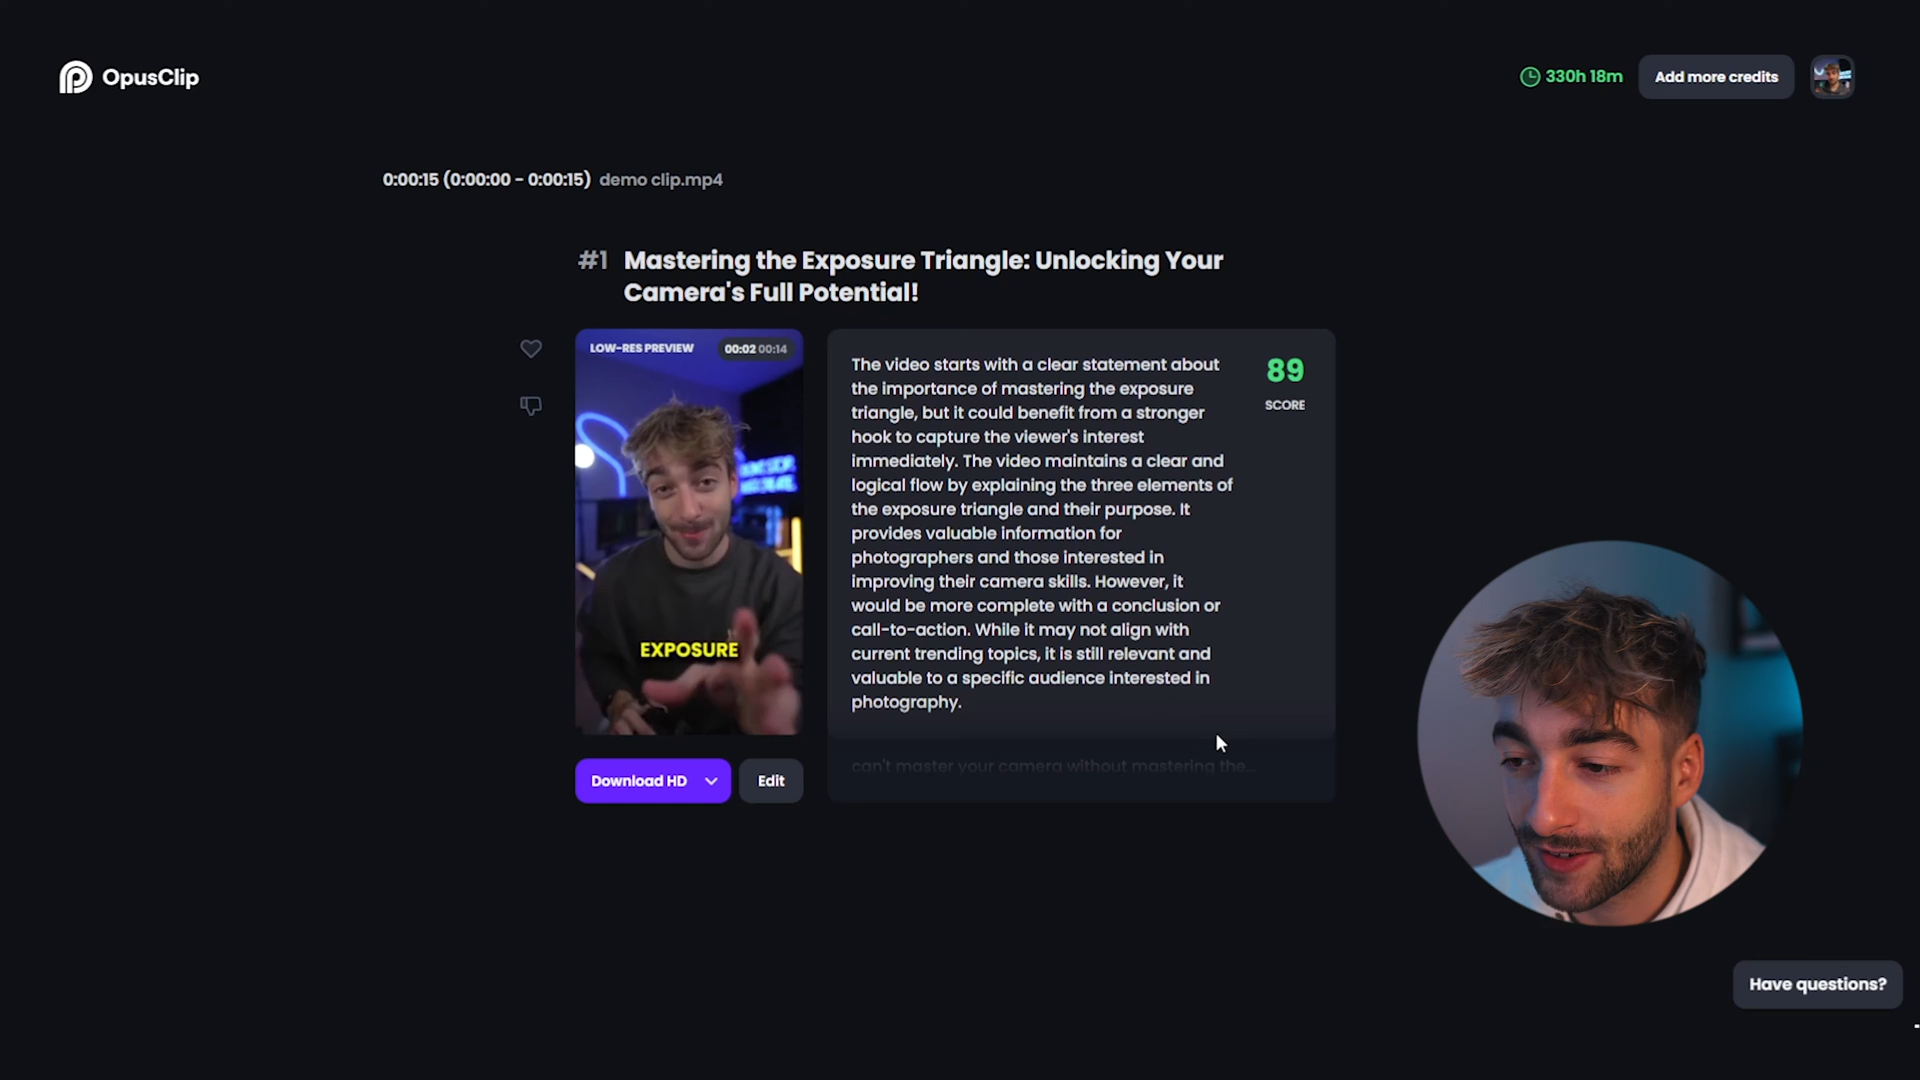 OpusClip
330h 18m
Add more credits
0:00:15 (0:00:00 - 0:00:15) demo clip.mp4
#1 Mastering the Exposure Triangle: Unlocking Your
Camera's Full Potential!
LOW-RES PREVIEW 00:02 00:14
EXPOSURE
The video starts with a clear statement about
the importance of mastering the exposure
triangle, but it could benefit from a stronger
hook to capture the viewer's interest
immediately. The video maintains a clear and
logical flow by explaining the three elements of
the exposure triangle and their purpose. It
provides valuable information for
photographers and those interested in
improving their camera skills. However, it
would be more complete with a conclusion or
call-to-action. While it may not align with
current trending topics, it is still relevant and
valuable to a specific audience interested in
photography.
can't master your camera without mastering the...
89
SCORE
Download HD
Edit
Have questions?